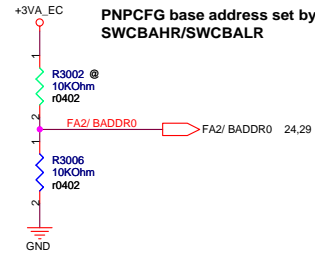 +3VA_EC
PNPCFG base address set by
SWCBAHR/SWCBALR
1
R3002 @
10KOhm
r0402
2
FA2/ BADDR0
FA2/ BADDR0 24,29
1
R3006
10KOhm
r0402
2
GND